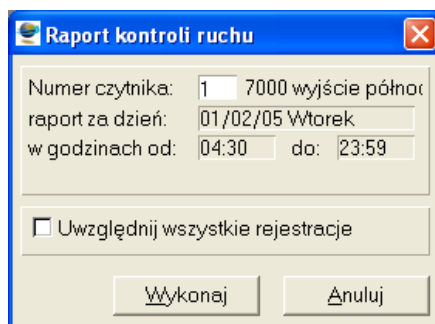 Raport kontroli ruchu
Numer czytnika: 1 7000 wyjście północ
raport za dzień: 01/02/05 Wtorek
w godzinach od: 04:30 do: 23:59
Uwzględnij wszystkie rejestracje
Wykonaj Anuluj